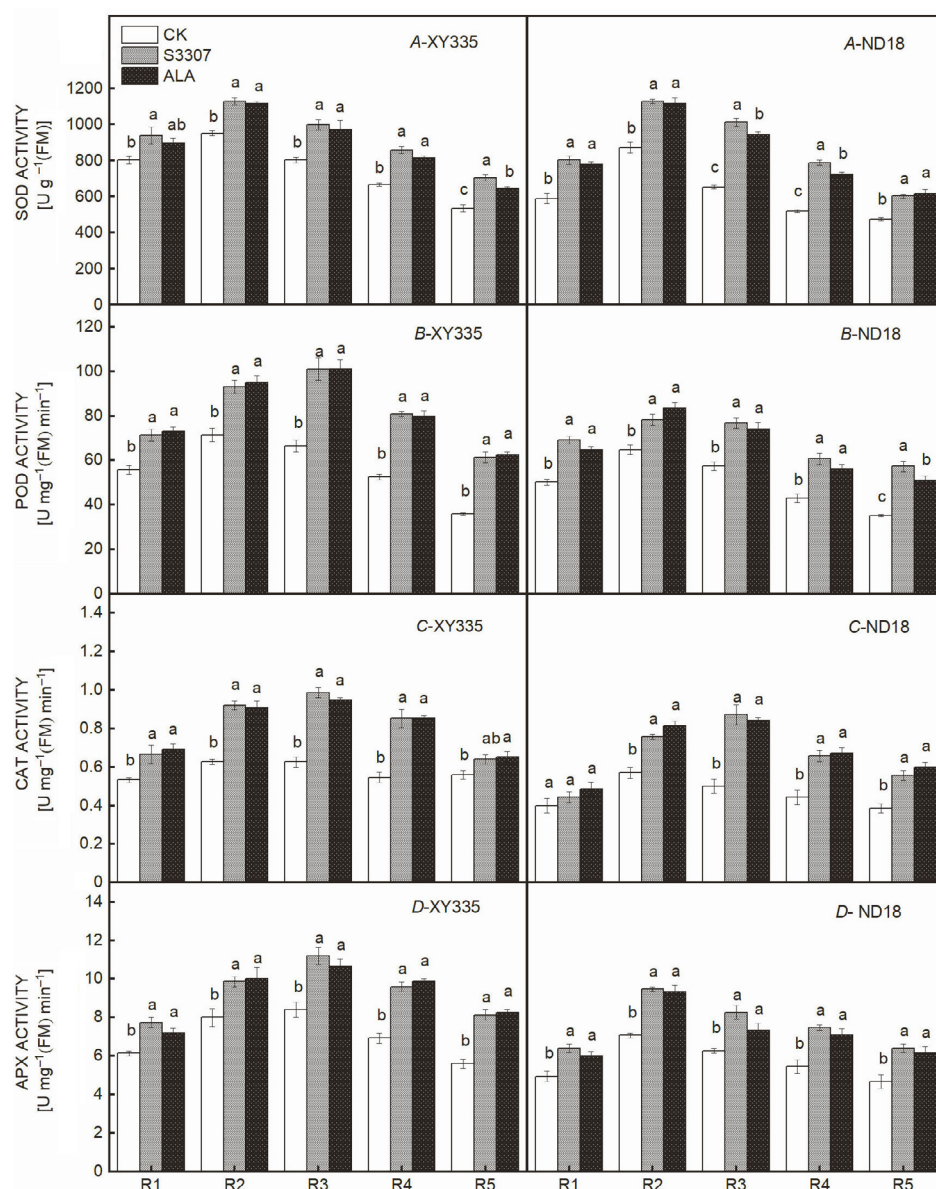 CK
S3307
ALA
A-XY335
A-ND18
SOD ACTIVITY
[U g⁻¹(FM)]
1200
1000
800
600
400
200
0
b a ab b a a b a a b a a c a b
b a a b a a c a b c a b b a a
B-XY335
B-ND18
POD ACTIVITY
[U mg⁻¹(FM) min⁻¹]
120
100
80
60
40
20
0
b a a b a a b a a b a a b a a
b a a b a a b a a b a a c a b
C-XY335
C-ND18
CAT ACTIVITY
[U mg⁻¹(FM) min⁻¹]
1.4
1.2
1.0
0.8
0.6
0.4
0.2
0
b a a b a a b a a b a a b ab a
a a a b a a b a a b a a b a a
D-XY335
D- ND18
APX ACTIVITY
[U mg⁻¹(FM) min⁻¹]
14
12
10
8
6
4
2
0
b a a b a a b a a b a a b a a
b a a b a a b a a b a a b a a
R1 R2 R3 R4 R5 R1 R2 R3 R4 R5